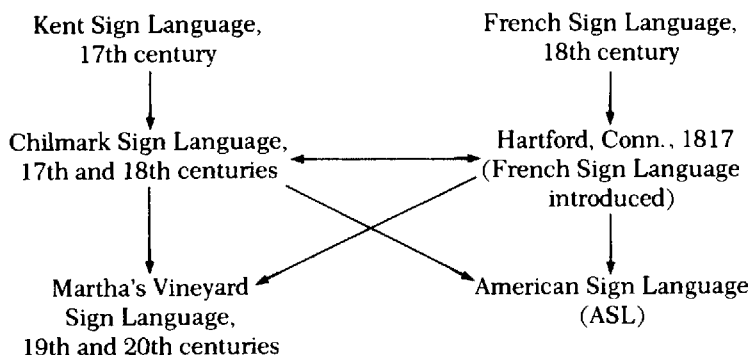 Kent Sign Language,
17th century
French Sign Language,
18th century
Chilmark Sign Language,
17th and 18th centuries
Hartford, Conn., 1817
(French Sign Language
introduced)
Martha's Vineyard
Sign Language,
19th and 20th centuries
American Sign Language
(ASL)